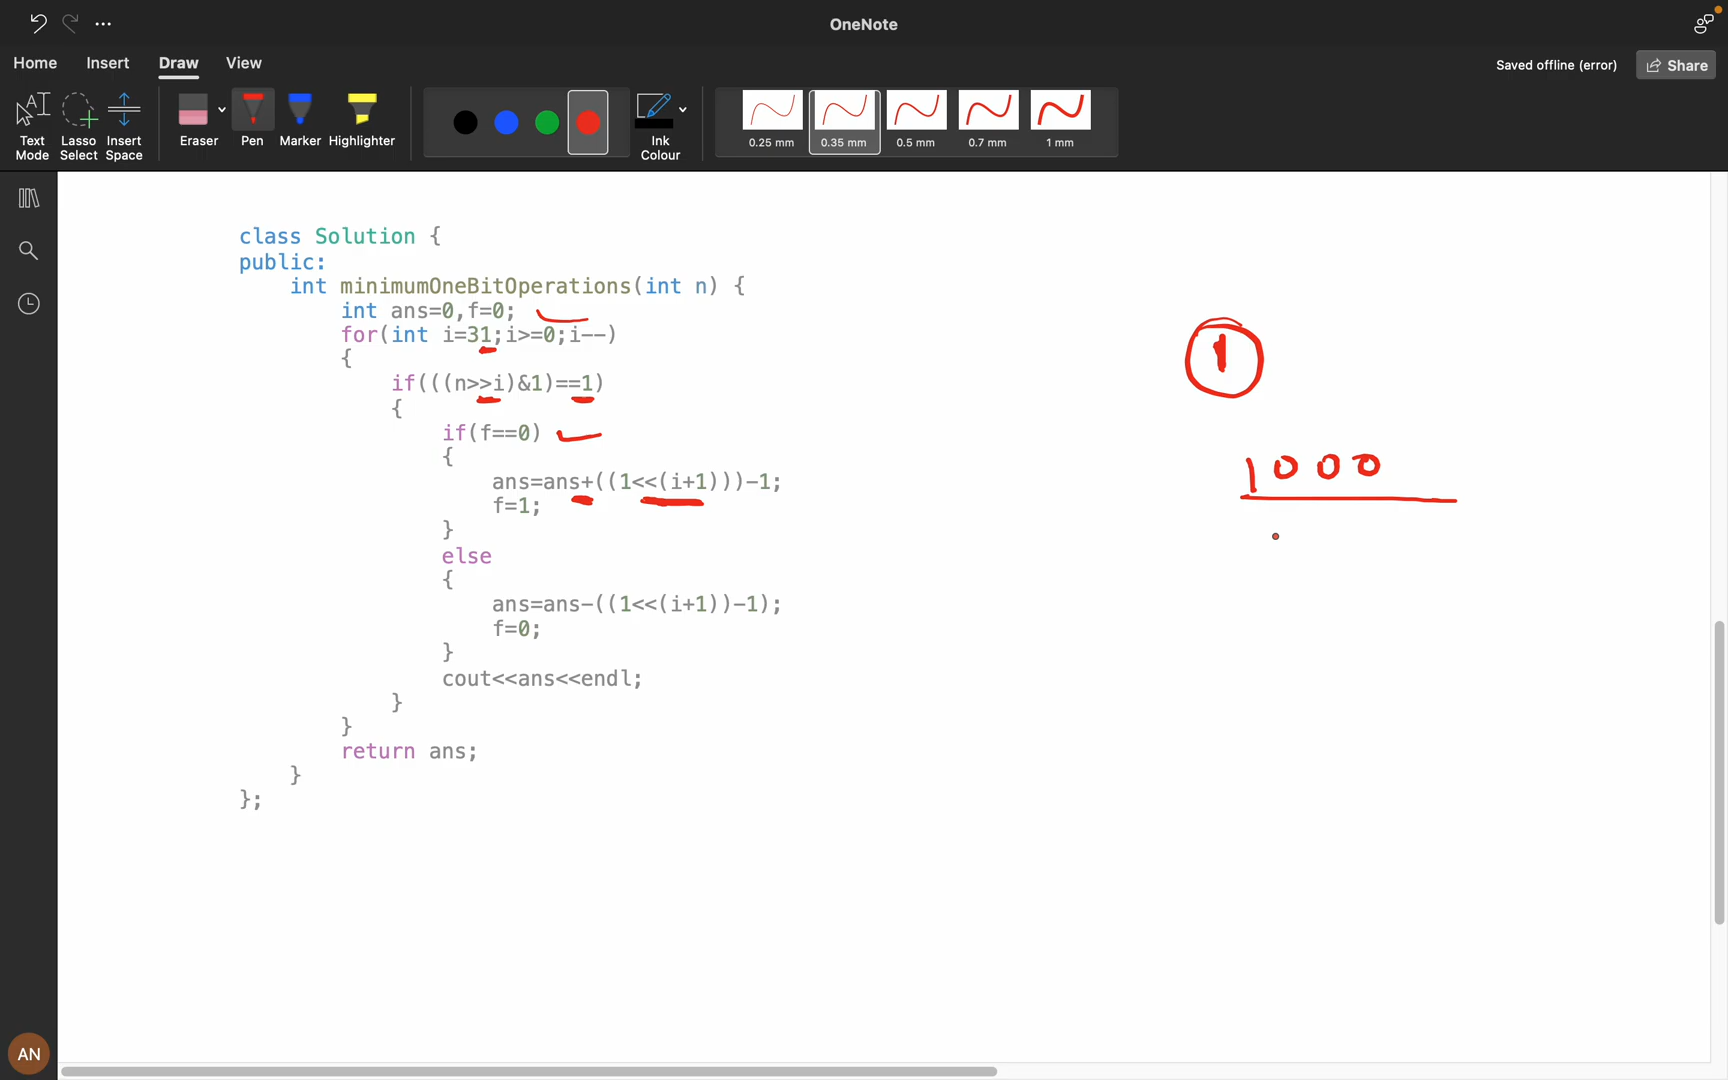 OneNote
Home Insert Draw View
Saved offline (error) Share
Text Mode Lasso Select Insert Space Eraser Pen Marker Highlighter Ink Colour 0.25 mm 0.35 mm 0.5 mm 0.7 mm 1 mm
class Solution {
public:
int minimumOneBitOperations(int n) {
int ans=0,f=0;
for(int i=31;i>=0;i--)
{
if(((n>>i)&1)==1)
{
if(f==0)
{
ans=ans+((1<<(i+1)))-1;
f=1;
}
else
{
ans=ans-((1<<(i+1))-1);
f=0;
}
cout<<ans<<endl;
}
}
return ans;
}
};
1
1000
AN